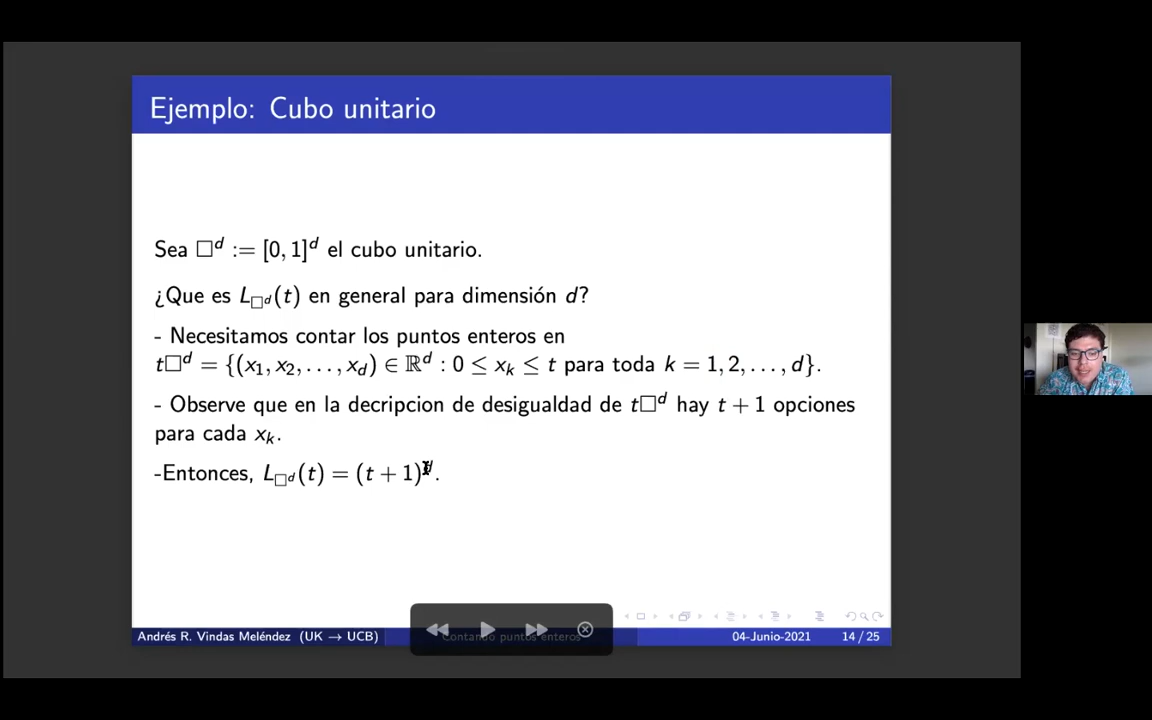 Ejemplo: Cubo unitario
Sea □^d := [0, 1]^d el cubo unitario.
¿Que es L_{□^d}(t) en general para dimensión d?
- Necesitamos contar los puntos enteros en
t□^d = {(x_1, x_2, . . . , x_d) ∈ ℝ^d : 0 ≤ x_k ≤ t para toda k = 1, 2, . . . , d}.
- Observe que en la decripcion de desigualdad de t□^d hay t + 1 opciones
para cada x_k.
-Entonces, L_{□^d}(t) = (t + 1)^d.
Andrés R. Vindas Meléndez (UK → UCB)
Contando puntos enteros
04-Junio-2021
14 / 25